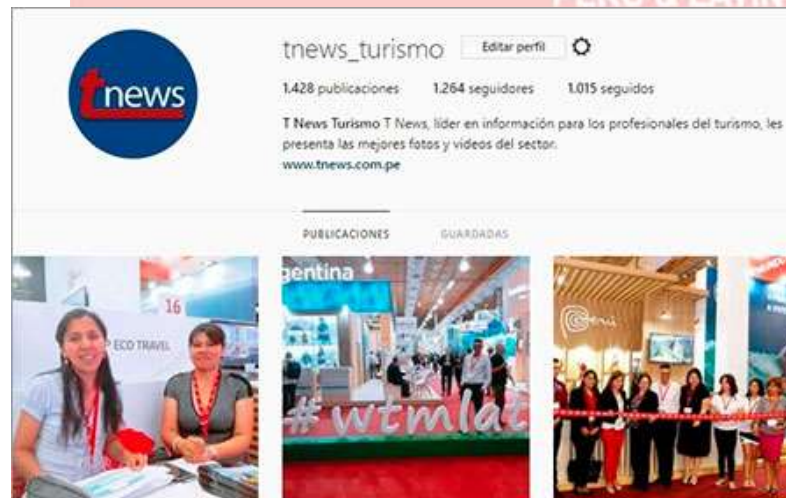 PERÚ & LATIN
tnews
tnews_turismo
Editar perfil
1.428 publicaciones 1.264 seguidores 1.015 seguidos
T News Turismo T News, líder en información para los profesionales del turismo, les
presenta las mejores fotos y videos del sector.
www.tnews.com.pe
PUBLICACIONES GUARDADAS
16
ECO TRAVEL
gentina
#wtmlat
Perú